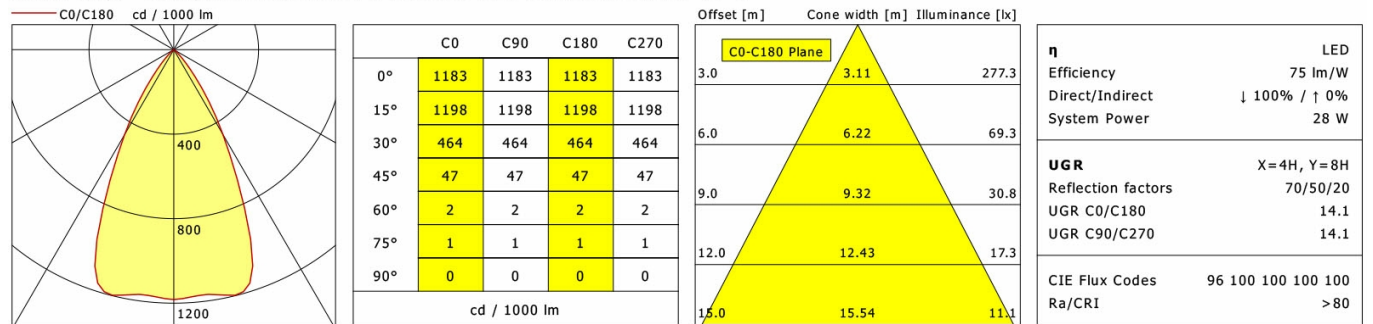 C0/C180 cd / 1000 lm
400
800
1200
C0 C90 C180 C270
0° 1183 1183 1183 1183
15° 1198 1198 1198 1198
30° 464 464 464 464
45° 47 47 47 47
60° 2 2 2 2
75° 1 1 1 1
90° 0 0 0 0
cd / 1000 lm
Offset [m] Cone width [m] Illuminance [lx]
C0-C180 Plane
3.0 3.11 277.3
6.0 6.22 69.3
9.0 9.32 30.8
12.0 12.43 17.3
15.0 15.54 11.1
η LED
Efficiency 75 lm/W
Direct/Indirect ↓ 100% / ↑ 0%
System Power 28 W
UGR X=4H, Y=8H
Reflection factors 70/50/20
UGR C0/C180 14.1
UGR C90/C270 14.1
CIE Flux Codes 96 100 100 100 100
Ra/CRI >80